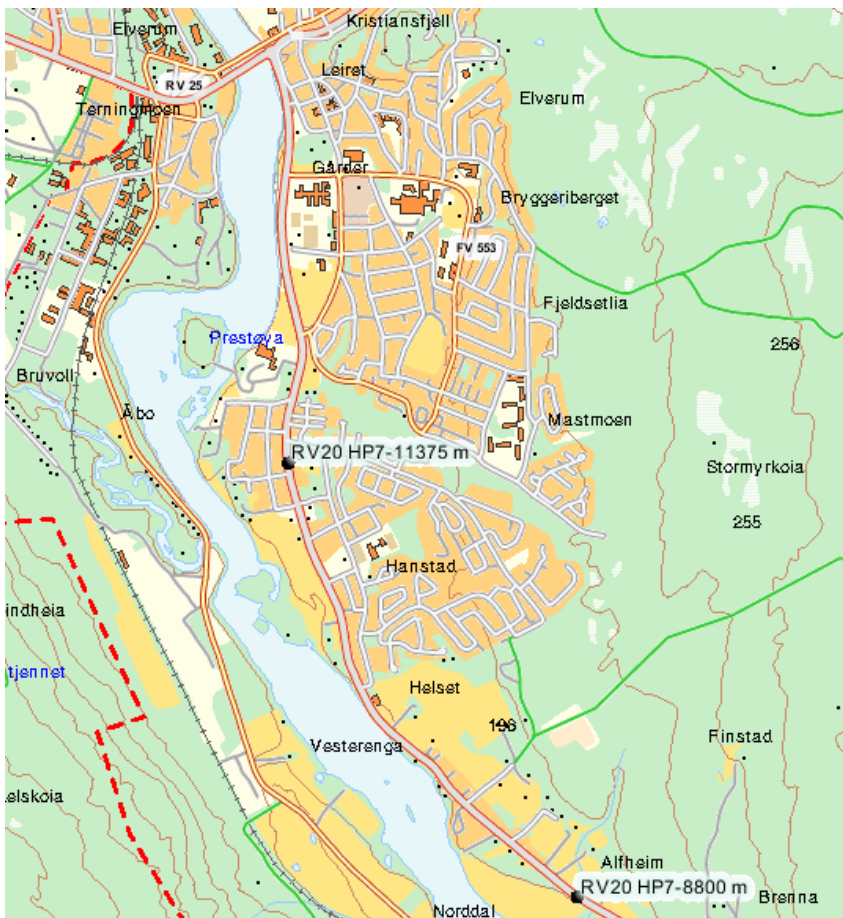 Kristiansfjell
Elverum
Leiret
RV 25
Elverum
Terningmoen
Gårder
Bryggeriberget
FV 553
Fjeldsetlia
Prestøya
256
Bruvoll
Åbo
Mastmoen
RV20 HP7-11375 m
Stormyrkoia
255
Hanstad
indheia
tjennet
Helset
196
Finstad
Vesterenga
elskoia
Alfheim
RV20 HP7-8800 m
Brenna
Norddal